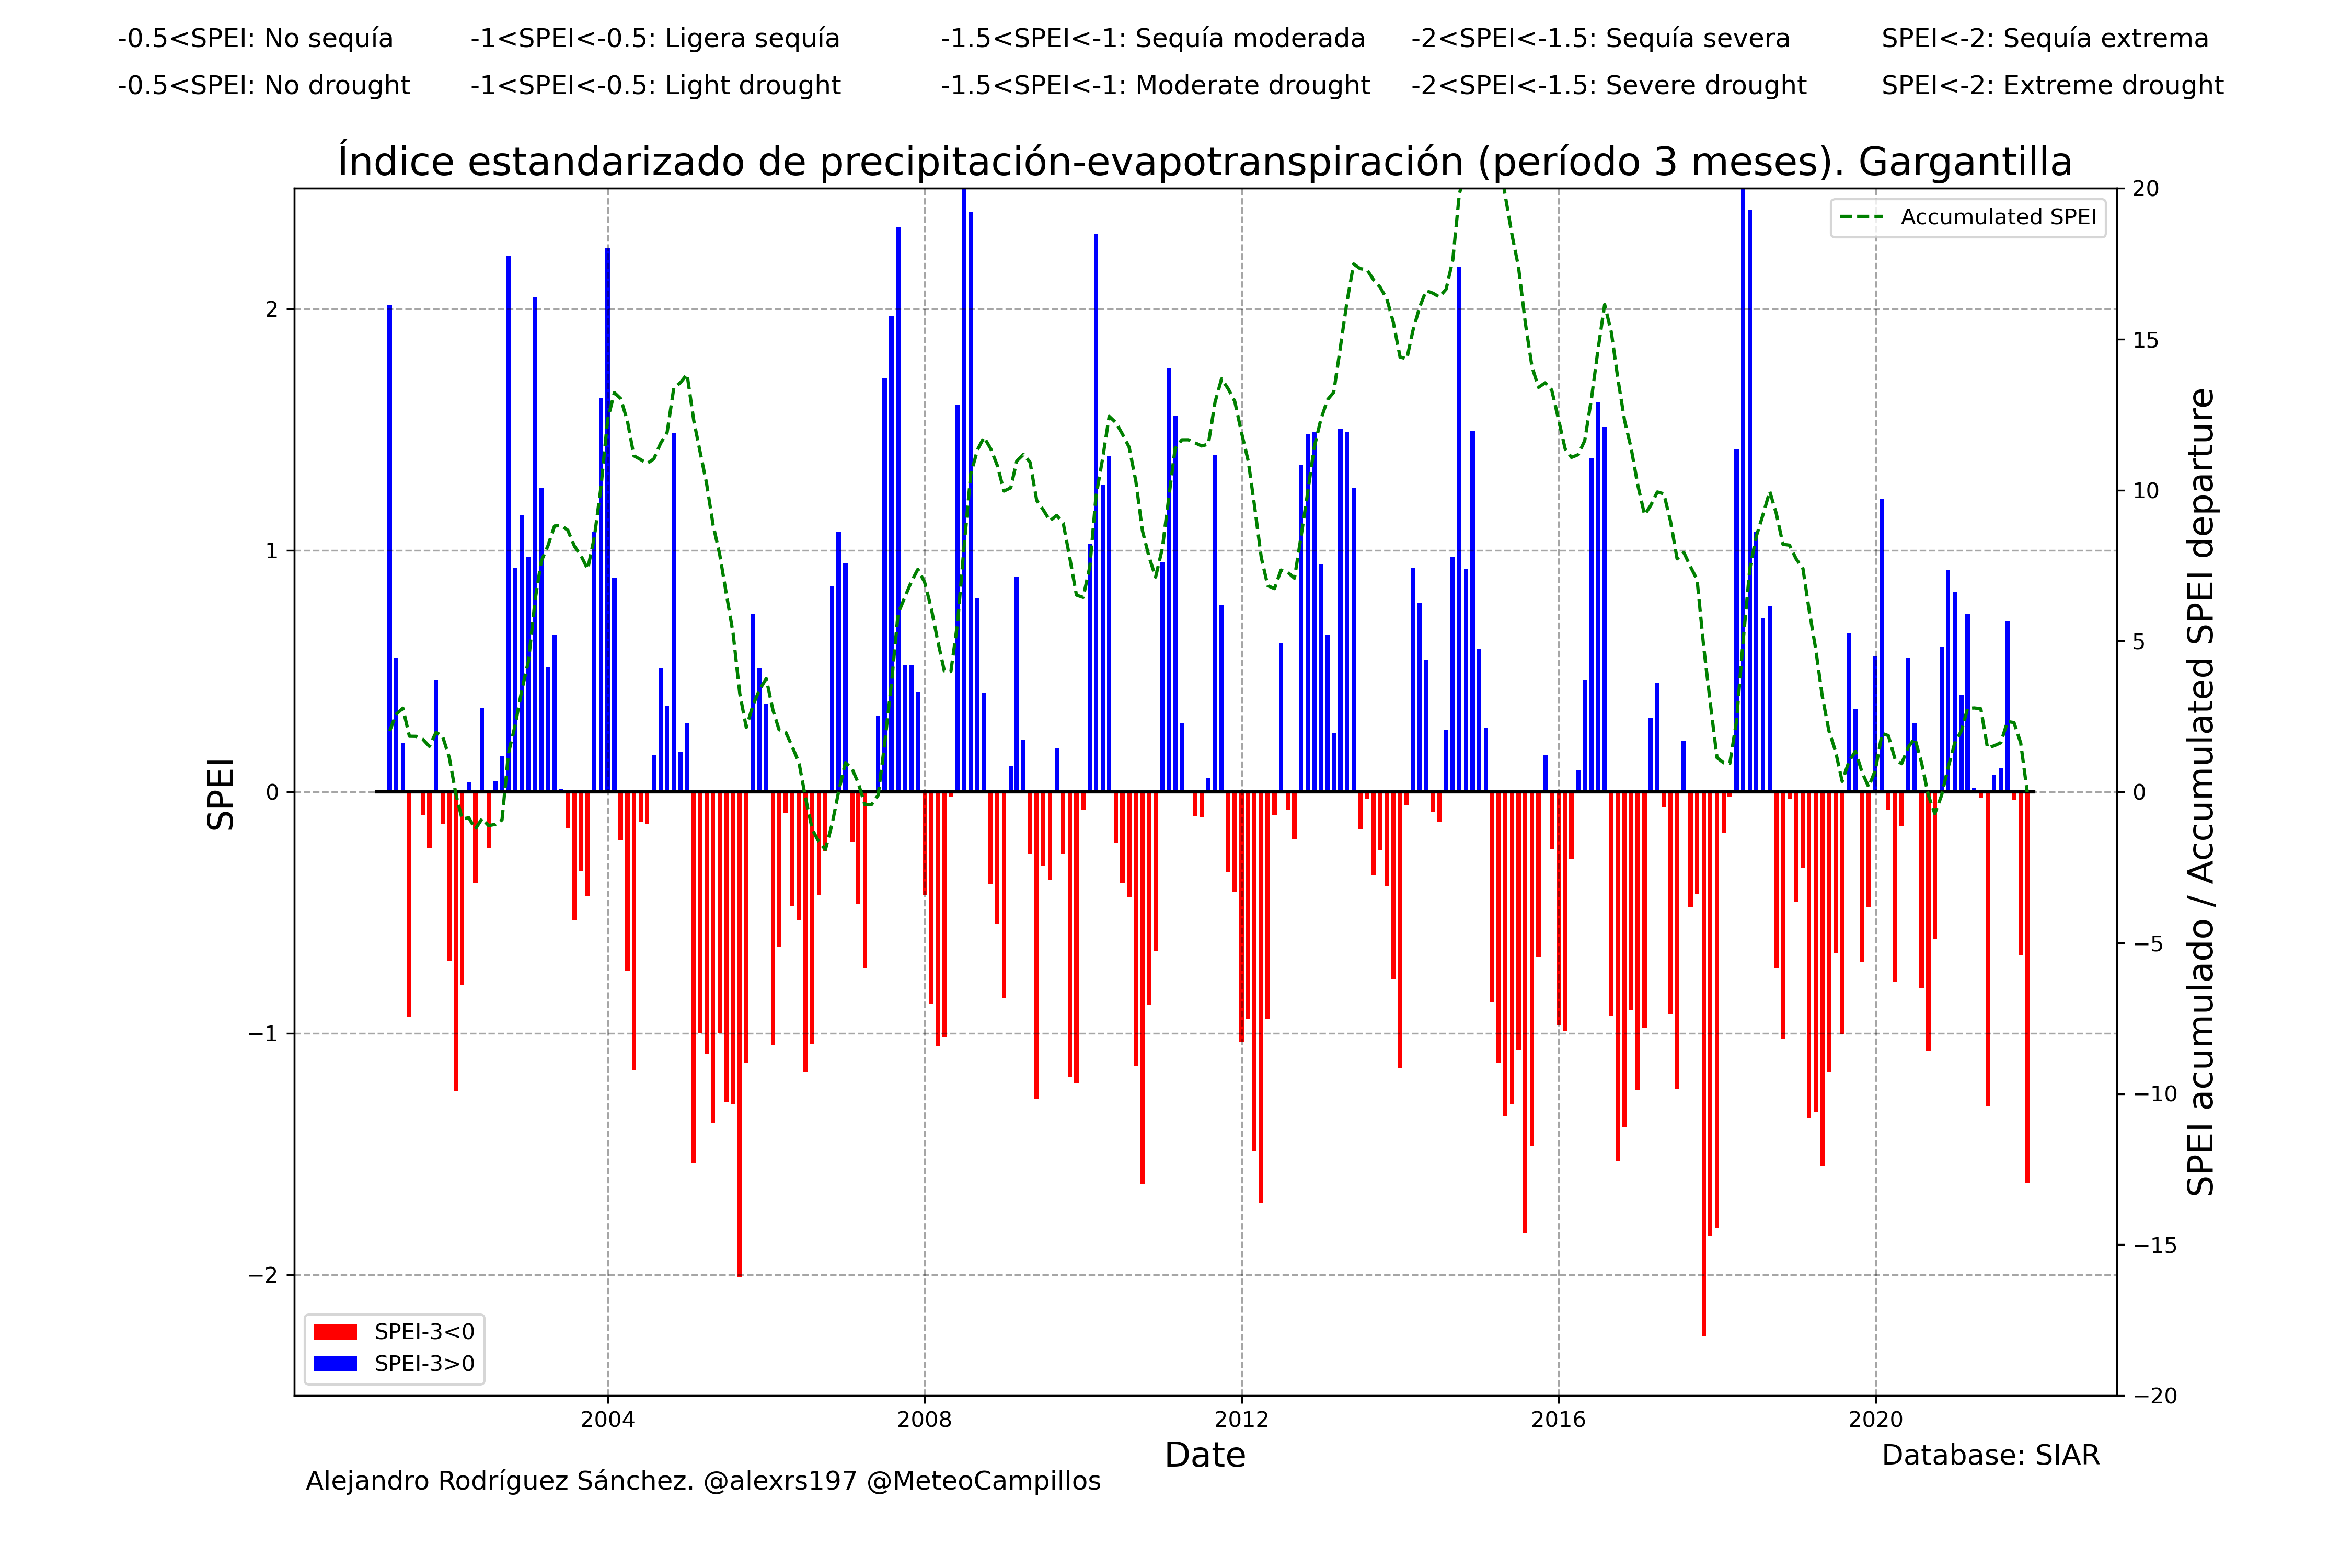 -0.5<SPEI: No sequía -1<SPEI<-0.5: Ligera sequía -1.5<SPEI<-1: Sequía moderada -2<SPEI<-1.5: Sequía severa SPEI<-2: Sequía extrema
-0.5<SPEI: No drought -1<SPEI<-0.5: Light drought -1.5<SPEI<-1: Moderate drought -2<SPEI<-1.5: Severe drought SPEI<-2: Extreme drought
Índice estandarizado de precipitación-evapotranspiración (período 3 meses). Gargantilla
Accumulated SPEI
SPEI
2
1
0
−1
−2
20
15
10
5
0
−5
−10
−15
−20
SPEI acumulado / Accumulated SPEI departure
SPEI-3<0
SPEI-3>0
2004 2008 2012 2016 2020
Date
Database: SIAR
Alejandro Rodríguez Sánchez. @alexrs197 @MeteoCampillos